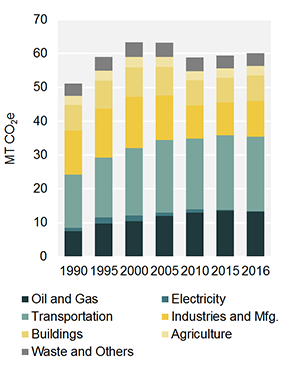 70
60
50
40
30
20
10
0
MT CO₂e
1990 1995 2000 2005 2010 2015 2016
Oil and Gas Electricity
Transportation Industries and Mfg.
Buildings Agriculture
Waste and Others